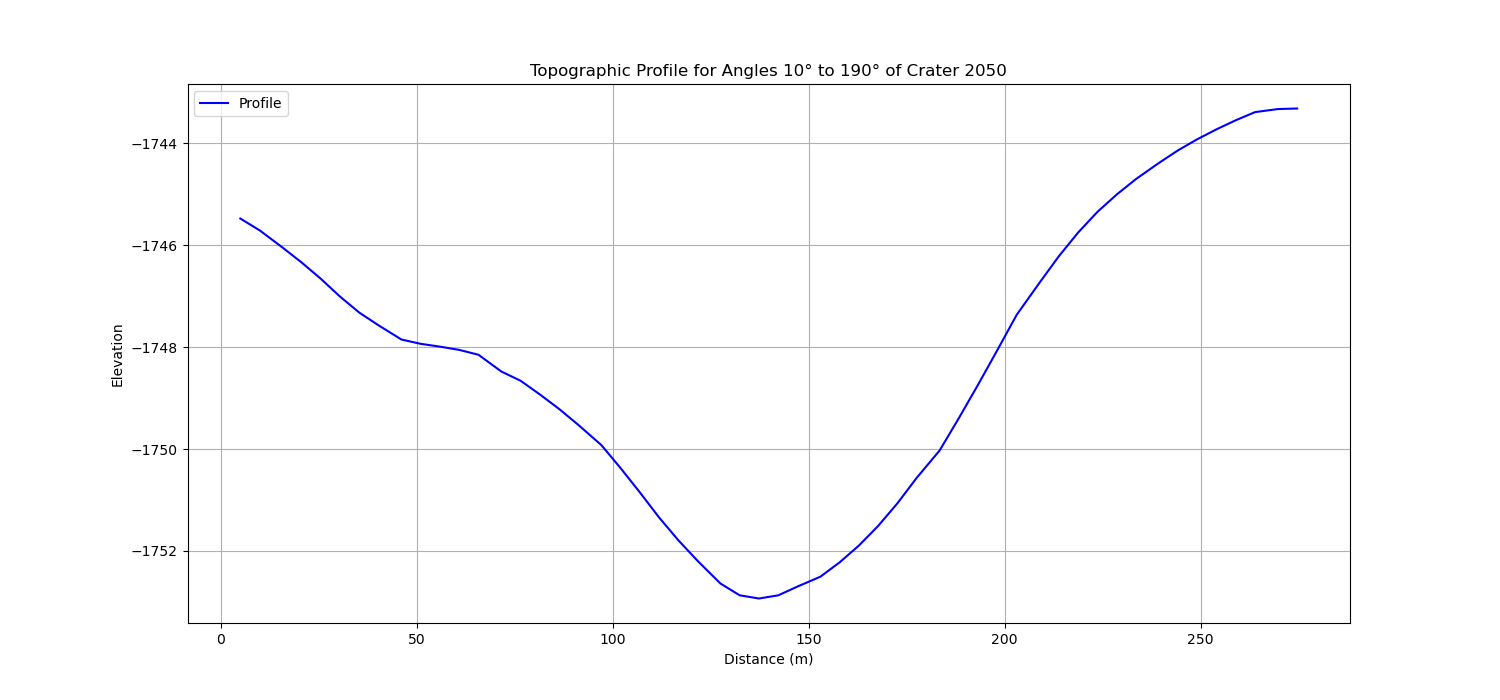 Topographic Profile for Angles 10° to 190° of Crater 2050
Profile
−1744
−1746
−1748
−1750
−1752
Elevation
0 50 100 150 200 250
Distance (m)